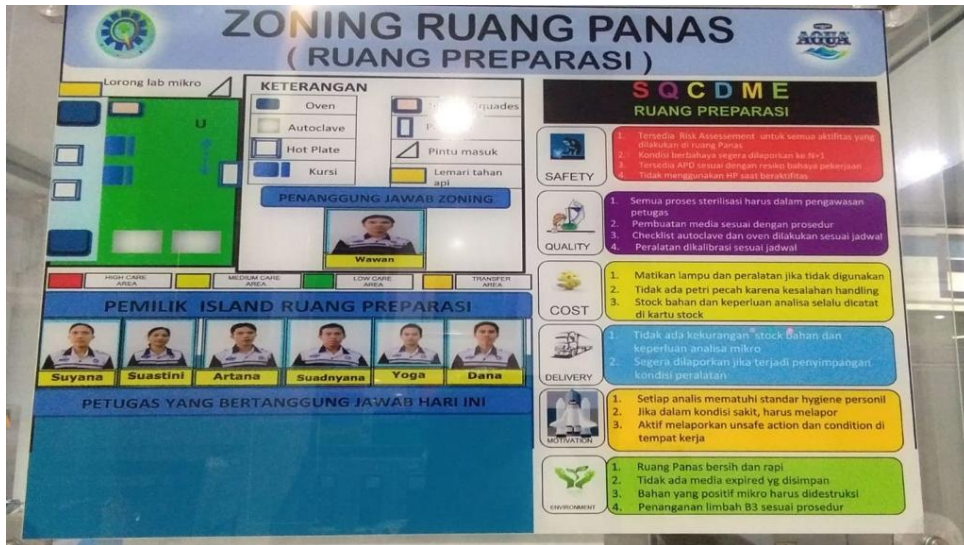 ZONING RUANG PANAS
( RUANG PREPARASI )
AQUA
Lorong lab mikro
U
KETERANGAN
Oven
Autoclave
Hot Plate
Kursi
Pintu masuk
Lemari tahan
api
PENANGGUNG JAWAB ZONING
Wawan
HIGH CARE
AREA
MEDIUM CARE
AREA
LOW CARE
AREA
TRANSFER
AREA
PEMILIK ISLAND RUANG PREPARASI
Suyana
Suastini
Artana
Suadnyana
Yoga
Dana
PETUGAS YANG BERTANGGUNG JAWAB HARI INI
SQCDME
RUANG PREPARASI
SAFETY
1. Tersedia Risk Assessement untuk semua aktifitas yang
dilakukan di ruang Panas
2. Kondisi berbahaya segera dilaporkan ke N+1
3. Tersedia APD sesuai dengan resiko bahaya pekerjaan
4. Tidak menggunakan HP saat beraktifitas
QUALITY
1. Semua proses sterilisasi harus dalam pengawasan
petugas
2. Pembuatan media sesuai dengan prosedur
3. Checklist autoclave dan oven dilakukan sesuai jadwal
4. Peralatan dikalibrasi sesuai jadwal
COST
1. Matikan lampu dan peralatan jika tidak digunakan
2. Tidak ada petri pecah karena kesalahan handling
3. Stock bahan dan keperluan analisa selalu dicatat
di kartu stock
DELIVERY
1. Tidak ada kekurangan stock bahan dan
keperluan analisa mikro
2. Segera dilaporkan jika terjadi penyimpangan
kondisi peralatan
MOTIVATION
1. Setiap analis mematuhi standar hygiene personil
2. Jika dalam kondisi sakit, harus melapor
3. Aktif melaporkan unsafe action dan condition di
tempat kerja
ENVIRONMENT
1. Ruang Panas bersih dan rapi
2. Tidak ada media expired yg disimpan
3. Bahan yang positif mikro harus didestruksi
4. Penanganan limbah B3 sesuai prosedur